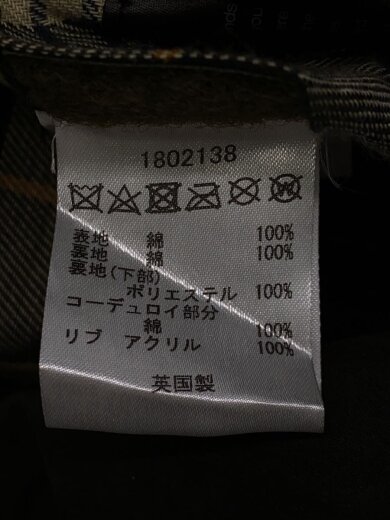 1802138
表地 綿 100%
裏地 綿 100%
裏地(下部)
ポリエステル 100%
コーデュロイ部分
綿 100%
リブ アクリル 100%
英国製